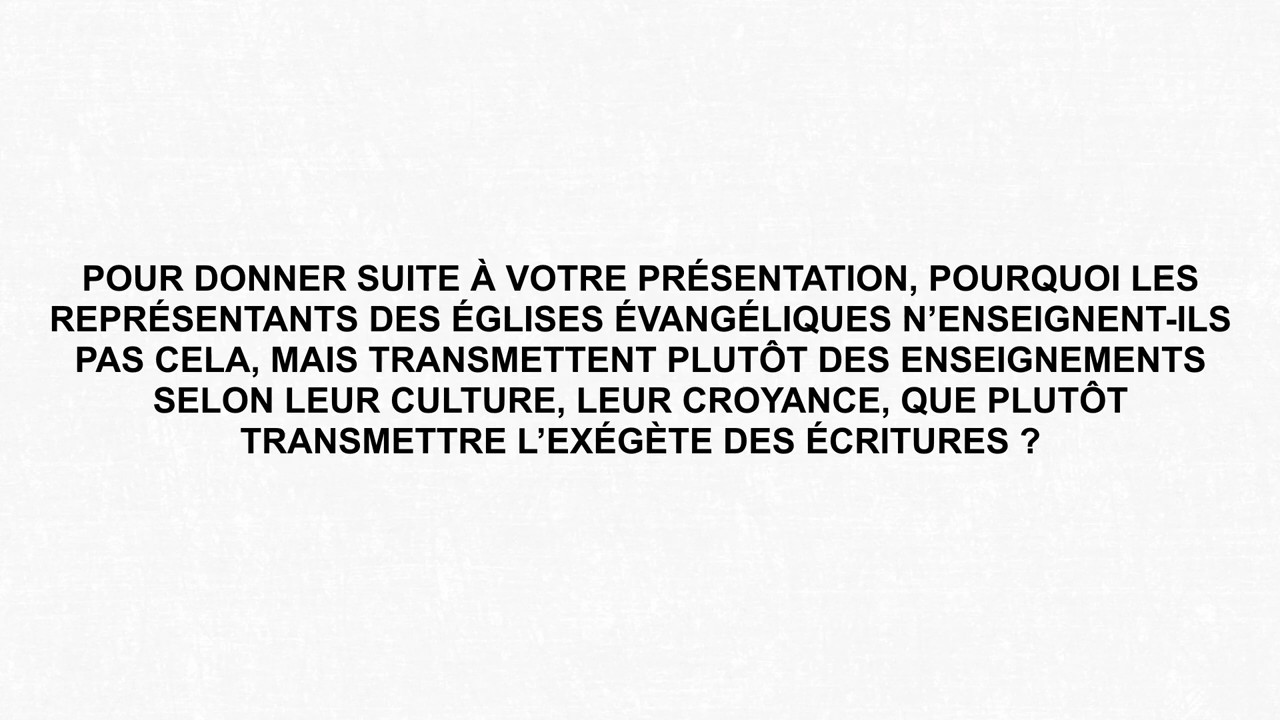 POUR DONNER SUITE À VOTRE PRÉSENTATION, POURQUOI LES
REPRÉSENTANTS DES ÉGLISES ÉVANGÉLIQUES N’ENSEIGNENT-ILS
PAS CELA, MAIS TRANSMETTENT PLUTÔT DES ENSEIGNEMENTS
SELON LEUR CULTURE, LEUR CROYANCE, QUE PLUTÔT
TRANSMETTRE L’EXÉGÈTE DES ÉCRITURES ?